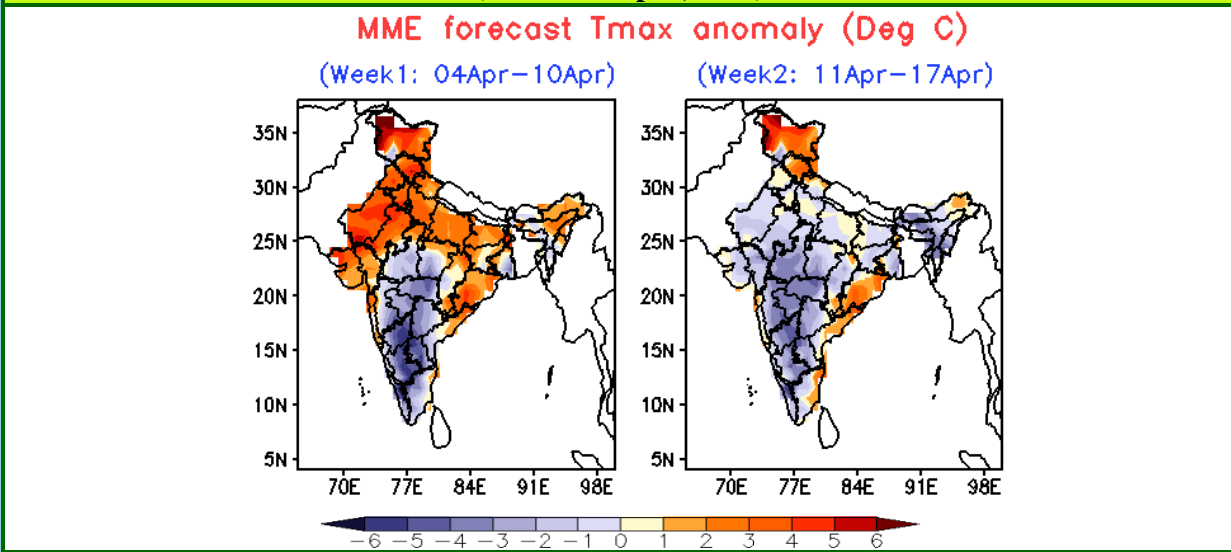 MME forecast Tmax anomaly (Deg C)
(Week1: 04Apr-10Apr) (Week2: 11Apr-17Apr)
35N 35N
30N 30N
25N 25N
20N 20N
15N 15N
10N 10N
5N 5N
70E 77E 84E 91E 98E 70E 77E 84E 91E 98E
-6 -5 -4 -3 -2 -1 0 1 2 3 4 5 6